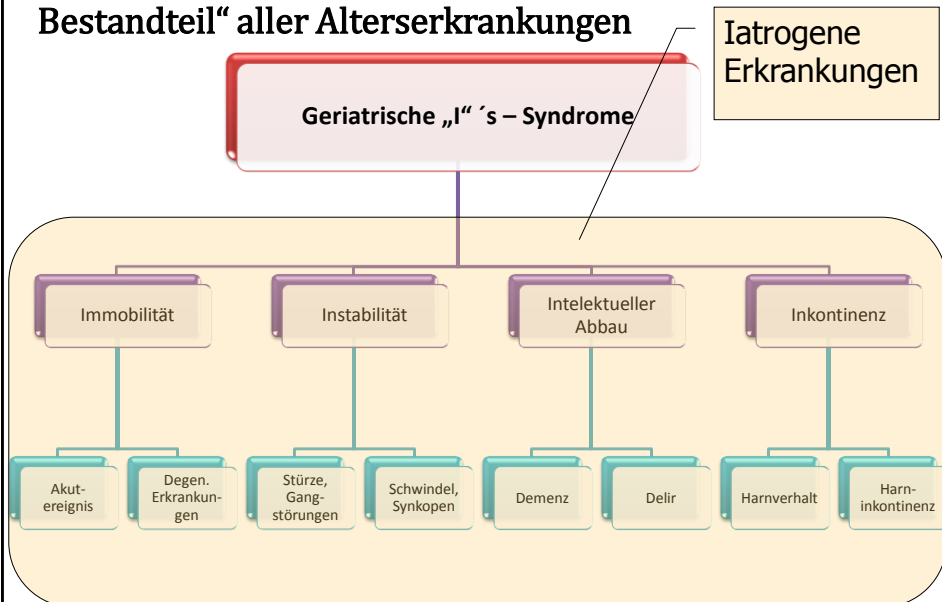 Bestandteil“ aller Alterserkrankungen
Iatrogene
Erkrankungen
Geriatrische „I“ ´s – Syndrome
Immobilität
Instabilität
Intelektueller
Abbau
Inkontinenz
Akut-
ereignis
Degen.
Erkrankun-
gen
Stürze,
Gang-
störungen
Schwindel,
Synkopen
Demenz
Delir
Harnverhalt
Harn-
inkontinenz